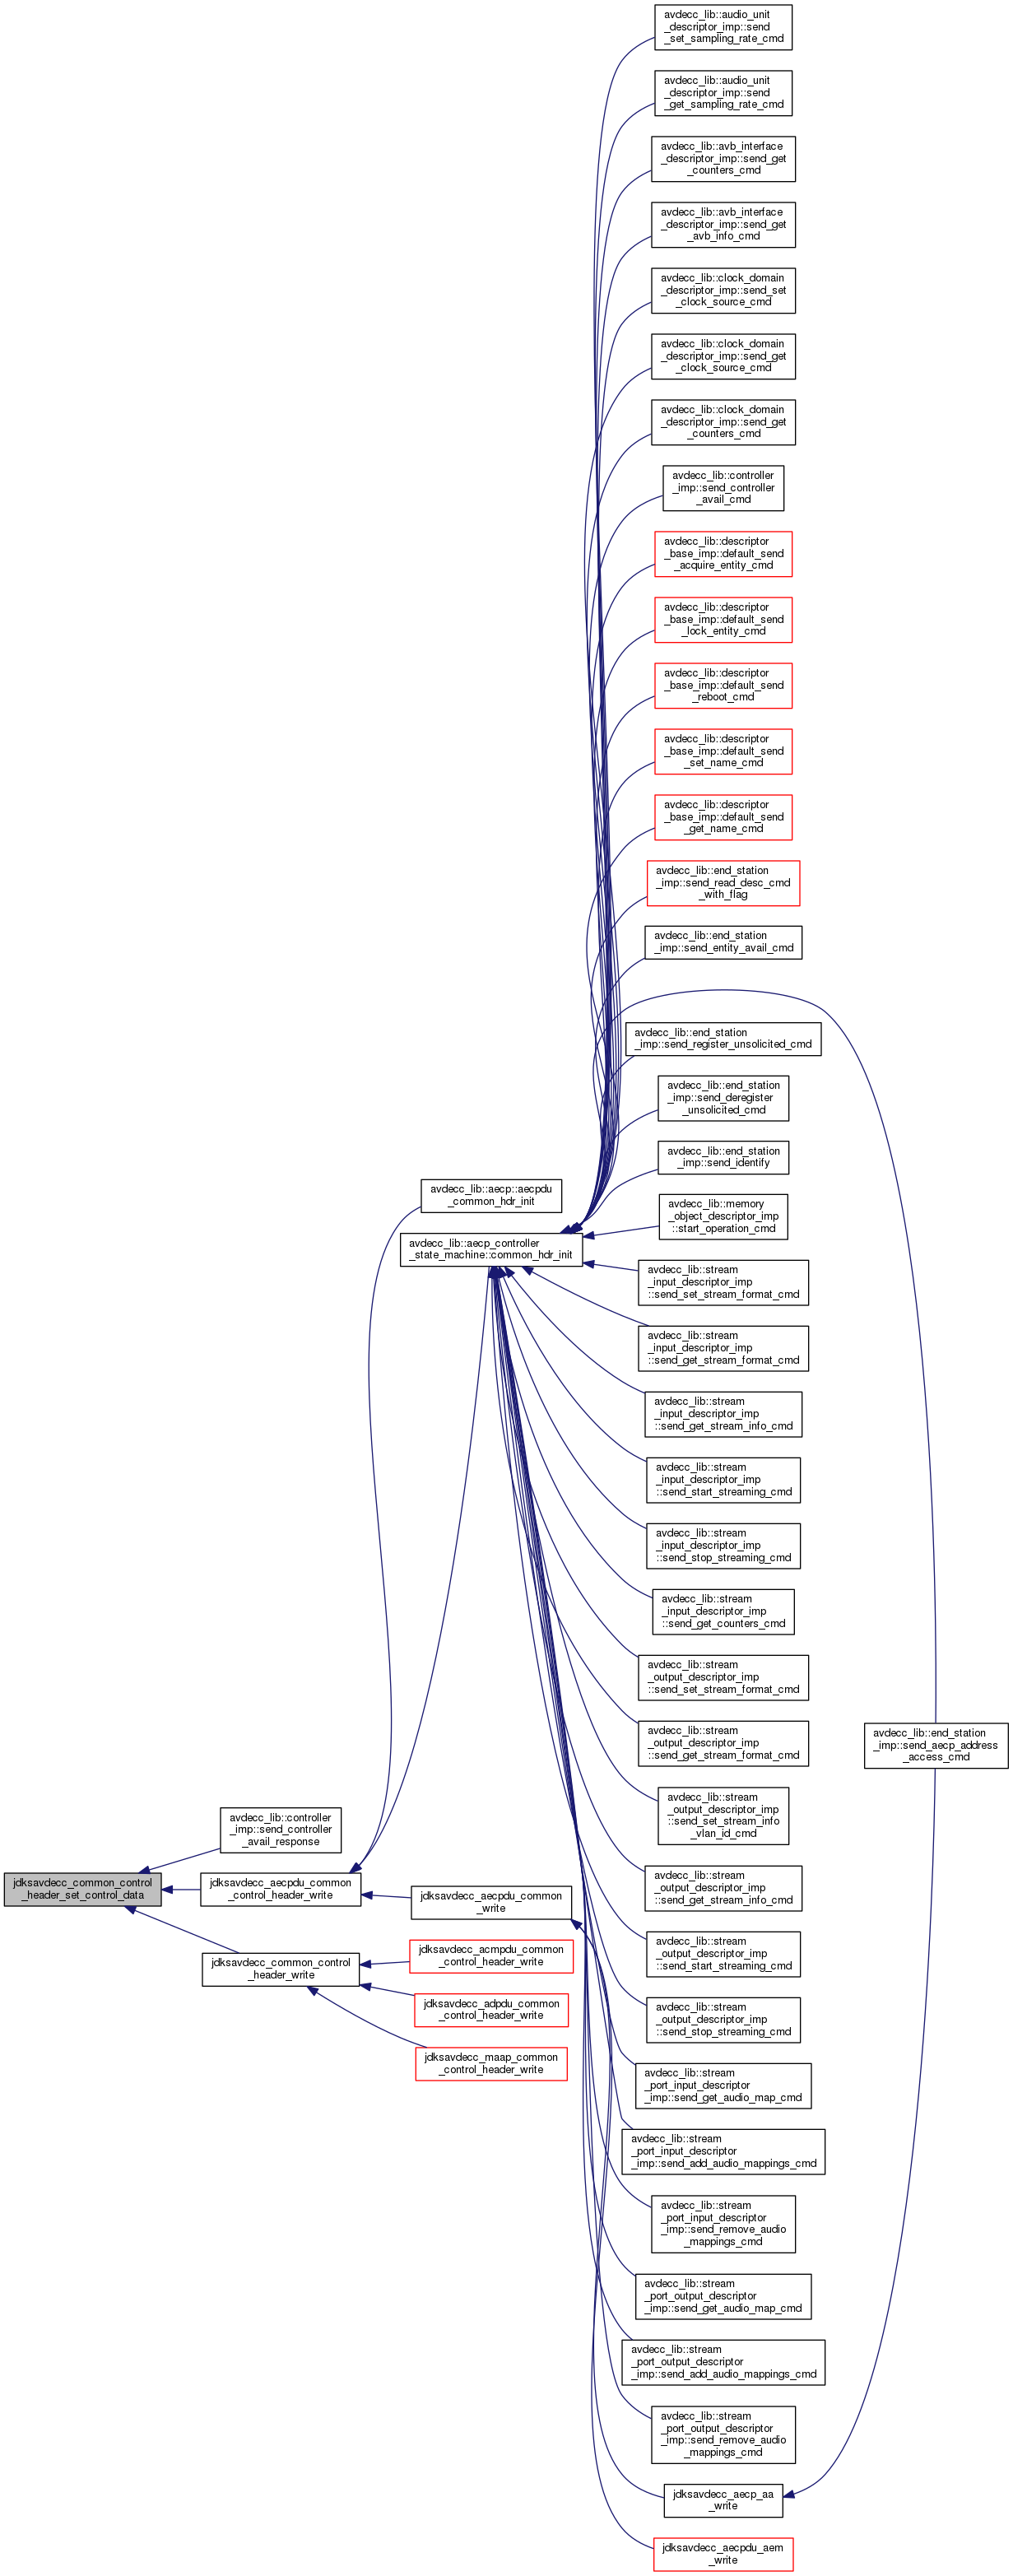 avdecc_lib::audio_unit
_descriptor_imp::send
_set_sampling_rate_cmd
avdecc_lib::audio_unit
_descriptor_imp::send
_get_sampling_rate_cmd
avdecc_lib::avb_interface
_descriptor_imp::send_get
_counters_cmd
avdecc_lib::avb_interface
_descriptor_imp::send_get
_avb_info_cmd
avdecc_lib::clock_domain
_descriptor_imp::send_set
_clock_source_cmd
avdecc_lib::clock_domain
_descriptor_imp::send_get
_clock_source_cmd
avdecc_lib::clock_domain
_descriptor_imp::send_get
_counters_cmd
avdecc_lib::controller
_imp::send_controller
_avail_cmd
avdecc_lib::descriptor
_base_imp::default_send
_acquire_entity_cmd
avdecc_lib::descriptor
_base_imp::default_send
_lock_entity_cmd
avdecc_lib::descriptor
_base_imp::default_send
_reboot_cmd
avdecc_lib::descriptor
_base_imp::default_send
_set_name_cmd
avdecc_lib::descriptor
_base_imp::default_send
_get_name_cmd
avdecc_lib::end_station
_imp::send_read_desc_cmd
_with_flag
avdecc_lib::end_station
_imp::send_entity_avail_cmd
avdecc_lib::end_station
_imp::send_register_unsolicited_cmd
avdecc_lib::end_station
_imp::send_deregister
_unsolicited_cmd
avdecc_lib::end_station
_imp::send_identify
avdecc_lib::aecp::aecpdu
_common_hdr_init
avdecc_lib::memory
_object_descriptor_imp
::start_operation_cmd
avdecc_lib::aecp_controller
_state_machine::common_hdr_init
avdecc_lib::stream
_input_descriptor_imp
::send_set_stream_format_cmd
avdecc_lib::stream
_input_descriptor_imp
::send_get_stream_format_cmd
avdecc_lib::stream
_input_descriptor_imp
::send_get_stream_info_cmd
avdecc_lib::stream
_input_descriptor_imp
::send_start_streaming_cmd
avdecc_lib::stream
_input_descriptor_imp
::send_stop_streaming_cmd
avdecc_lib::stream
_input_descriptor_imp
::send_get_counters_cmd
avdecc_lib::stream
_output_descriptor_imp
::send_set_stream_format_cmd
avdecc_lib::stream
_output_descriptor_imp
::send_get_stream_format_cmd
avdecc_lib::end_station
_imp::send_aecp_address
_access_cmd
avdecc_lib::stream
_output_descriptor_imp
::send_set_stream_info
_vlan_id_cmd
avdecc_lib::controller
_imp::send_controller
_avail_response
jdksavdecc_common_control
_header_set_control_data
jdksavdecc_aecpdu_common
_control_header_write
jdksavdecc_aecpdu_common
_write
avdecc_lib::stream
_output_descriptor_imp
::send_get_stream_info_cmd
jdksavdecc_common_control
_header_write
jdksavdecc_acmpdu_common
_control_header_write
avdecc_lib::stream
_output_descriptor_imp
::send_start_streaming_cmd
jdksavdecc_adpdu_common
_control_header_write
avdecc_lib::stream
_output_descriptor_imp
::send_stop_streaming_cmd
jdksavdecc_maap_common
_control_header_write
avdecc_lib::stream
_port_input_descriptor
_imp::send_get_audio_map_cmd
avdecc_lib::stream
_port_input_descriptor
_imp::send_add_audio_mappings_cmd
avdecc_lib::stream
_port_input_descriptor
_imp::send_remove_audio
_mappings_cmd
avdecc_lib::stream
_port_output_descriptor
_imp::send_get_audio_map_cmd
avdecc_lib::stream
_port_output_descriptor
_imp::send_add_audio_mappings_cmd
avdecc_lib::stream
_port_output_descriptor
_imp::send_remove_audio
_mappings_cmd
jdksavdecc_aecp_aa
_write
jdksavdecc_aecpdu_aem
_write